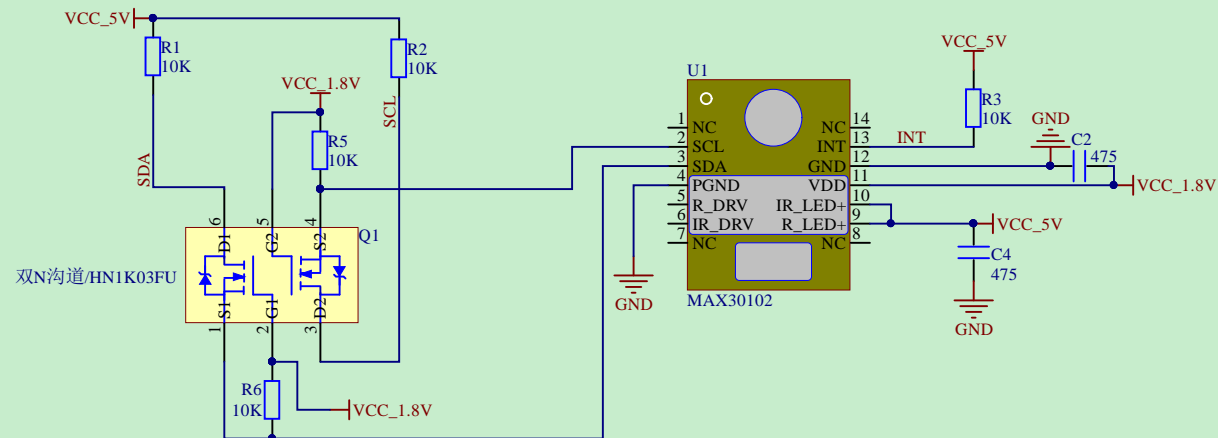 VCC_5V
R1
10K
R2
10K
VCC_1.8V
R5
10K
SCL
SDA
6
5
4
D1
G2
S2
Q1
双N沟道/HN1K03FU
S1
G1
D2
1
2
3
R6
10K
VCC_1.8V
U1
1 NC
2 SCL
3 SDA
4 PGND
5 R_DRV
6 IR_DRV
7 NC
NC 14
INT 13
GND 12
VDD 11
IR_LED+ 10
R_LED+ 9
NC 8
MAX30102
GND
INT
VCC_5V
R3
10K
GND
C2
475
VCC_1.8V
VCC_5V
C4
475
GND